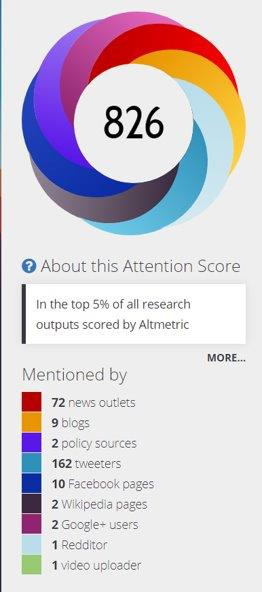 826
? About this Attention Score
In the top 5% of all research
outputs scored by Altmetric
MORE...
Mentioned by
72 news outlets
9 blogs
2 policy sources
162 tweeters
10 Facebook pages
2 Wikipedia pages
2 Google+ users
1 Redditor
1 video uploader